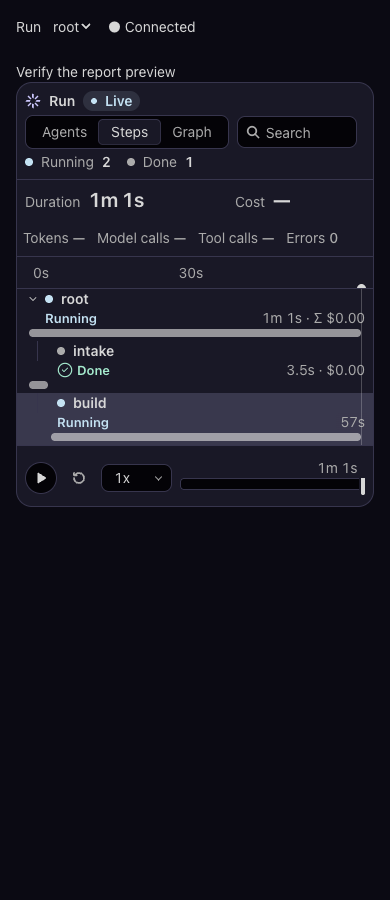 Run root Connected
Verify the report preview
Run Live
Agents Steps Graph Search
Running 2 Done 1
Duration 1m 1s Cost —
Tokens — Model calls — Tool calls — Errors 0
0s 30s
root
Running 1m 1s · Σ $0.00
intake
Done 3.5s · $0.00
build
Running 57s
1m 1s
1x